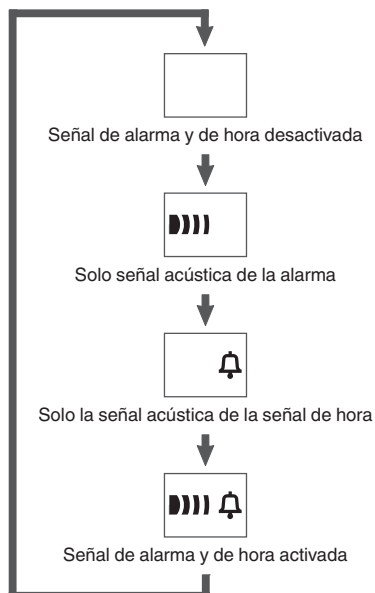 Señal de alarma y de hora desactivada
Solo señal acústica de la alarma
Solo la señal acústica de la señal de hora
Señal de alarma y de hora activada